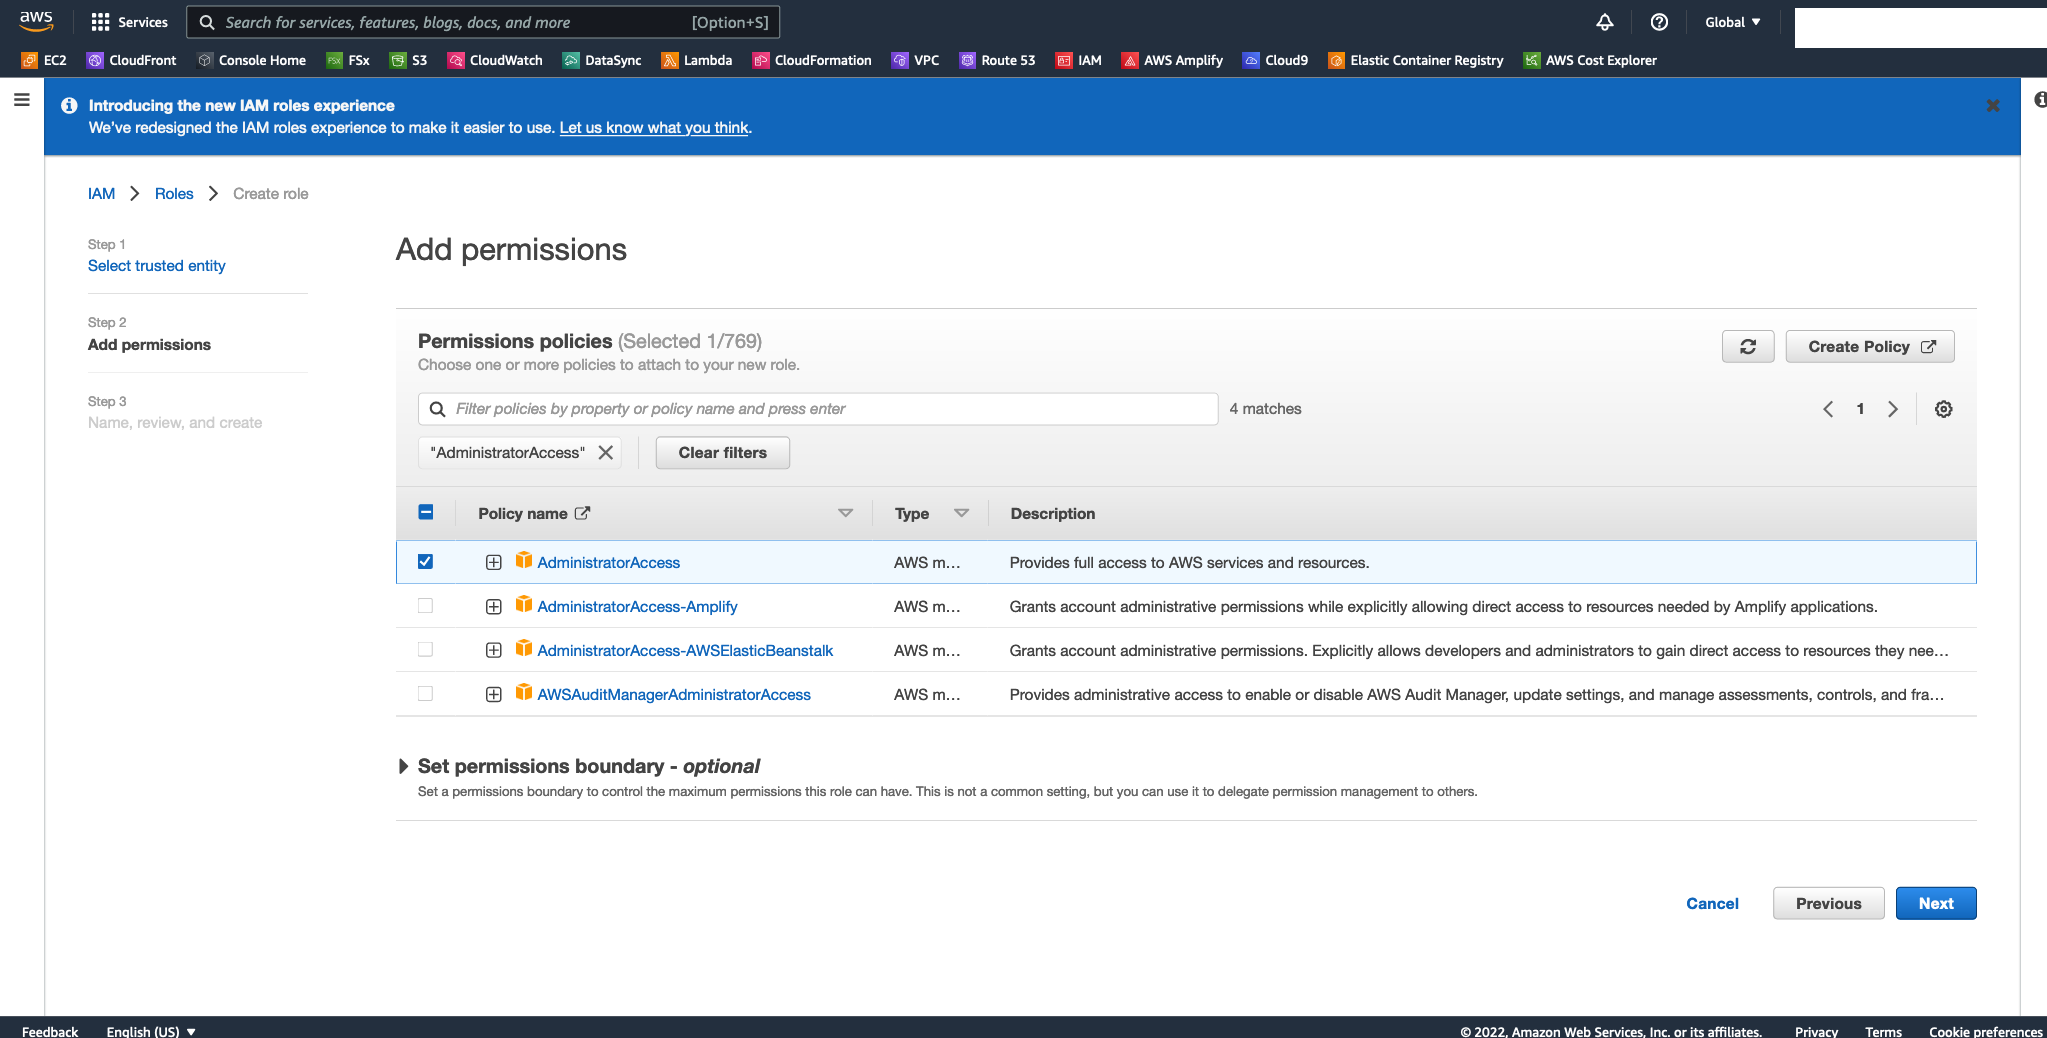 aws
Services
Search for services, features, blogs, docs, and more
[Option+S]
Global
EC2
CloudFront
Console Home
FSx
S3
CloudWatch
DataSync
Lambda
CloudFormation
VPC
Route 53
IAM
AWS Amplify
Cloud9
Elastic Container Registry
AWS Cost Explorer
Introducing the new IAM roles experience
We've redesigned the IAM roles experience to make it easier to use. Let us know what you think.
IAM
Roles
Create role
Step 1
Select trusted entity
Step 2
Add permissions
Step 3
Name, review, and create
Add permissions
Permissions policies (Selected 1/769)
Choose one or more policies to attach to your new role.
Create Policy
Filter policies by property or policy name and press enter
4 matches
1
"AdministratorAccess"
Clear filters
Policy name
Type
Description
AdministratorAccess
AWS m...
Provides full access to AWS services and resources.
AdministratorAccess-Amplify
AWS m...
Grants account administrative permissions while explicitly allowing direct access to resources needed by Amplify applications.
AdministratorAccess-AWSElasticBeanstalk
AWS m...
Grants account administrative permissions. Explicitly allows developers and administrators to gain direct access to resources they nee...
AWSAuditManagerAdministratorAccess
AWS m...
Provides administrative access to enable or disable AWS Audit Manager, update settings, and manage assessments, controls, and fra...
Set permissions boundary - optional
Set a permissions boundary to control the maximum permissions this role can have. This is not a common setting, but you can use it to delegate permission management to others.
Cancel
Previous
Next
Feedback
English (US)
© 2022, Amazon Web Services, Inc. or its affiliates.
Privacy
Terms
Cookie preferences